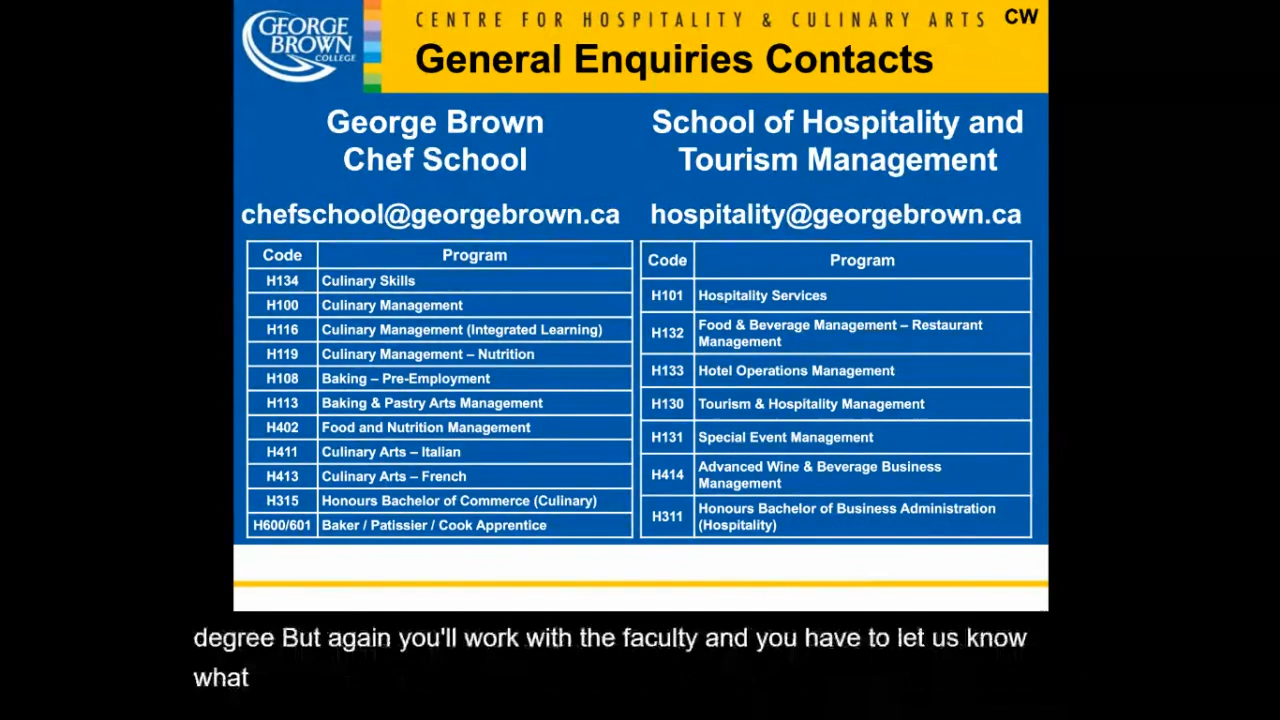 GEORGE
BROWN
COLLEGE
CENTRE FOR HOSPITALITY & CULINARY ARTS CW
General Enquiries Contacts
George Brown
Chef School
chefschool@georgebrown.ca
Code Program
H134 Culinary Skills
H100 Culinary Management
H116 Culinary Management (Integrated Learning)
H119 Culinary Management – Nutrition
H108 Baking – Pre-Employment
H113 Baking & Pastry Arts Management
H402 Food and Nutrition Management
H411 Culinary Arts – Italian
H413 Culinary Arts – French
H315 Honours Bachelor of Commerce (Culinary)
H600/601 Baker / Patissier / Cook Apprentice
School of Hospitality and
Tourism Management
hospitality@georgebrown.ca
Code Program
H101 Hospitality Services
H132 Food & Beverage Management – Restaurant
Management
H133 Hotel Operations Management
H130 Tourism & Hospitality Management
H131 Special Event Management
H414 Advanced Wine & Beverage Business
Management
H311 Honours Bachelor of Business Administration
(Hospitality)
degree But again you'll work with the faculty and you have to let us know
what